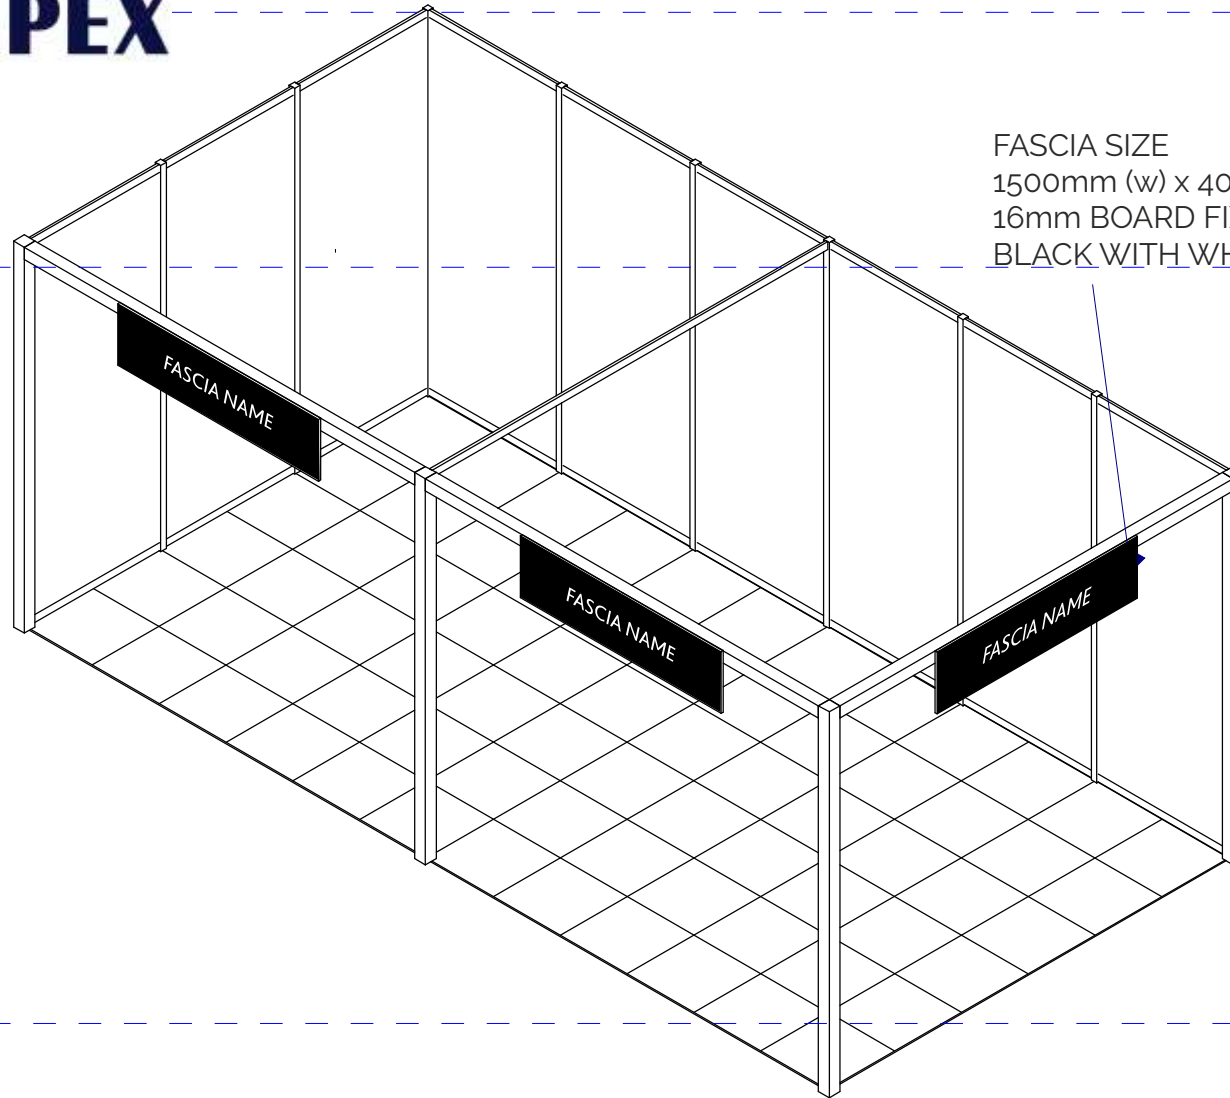 PEX
FASCIA SIZE
1500mm (w) x 40
16mm BOARD FI
BLACK WITH WH
FASCIA NAME
FASCIA NAME
FASCIA NAME